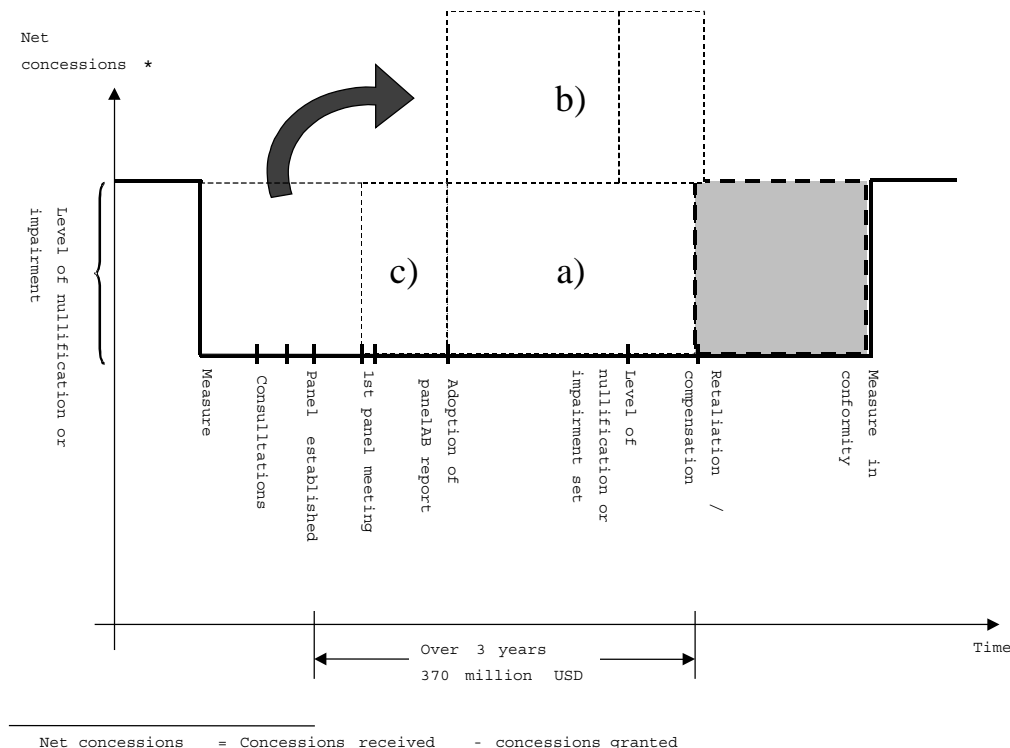 Net
concessions *
b)
c)
a)
Level of nullification or
impairment
Measure
Consulltations
Panel established
1st panel meeting
Adoption of
panelAB report
Level of
nullification or
impairment set
Retaliation /
compensation
Measure in
conformity
Time
Over 3 years
370 million USD
Net concessions = Concessions received - concessions granted